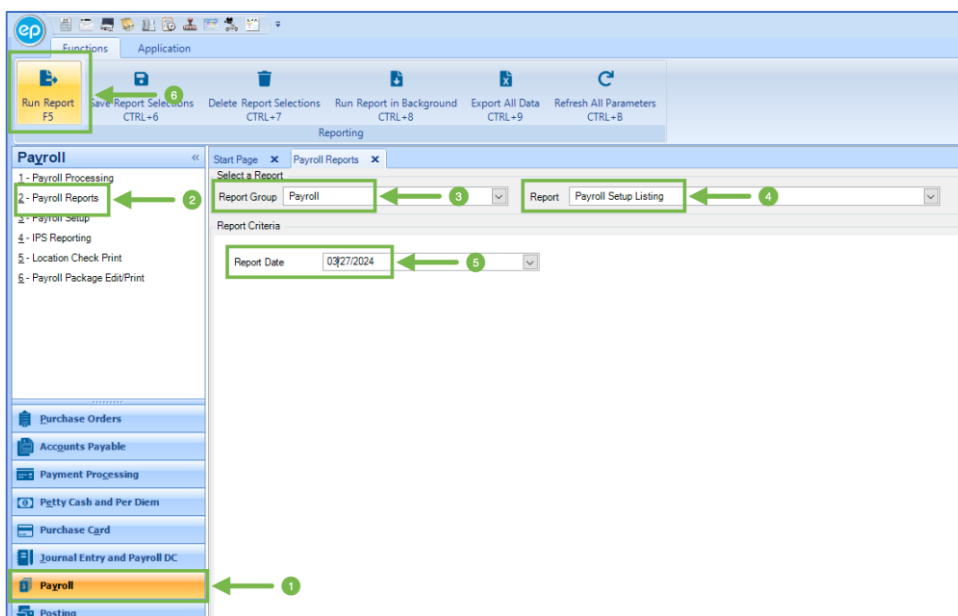 ep
Functions Application
Run Report Save Report Selections Delete Report Selections Run Report in Background Export All Data Refresh All Parameters
F5 CTRL+6 CTRL+7 CTRL+8 CTRL+9 CTRL+B
6
Reporting
Payroll «
Start Page X Payroll Reports X
1 - Payroll Processing
2 - Payroll Reports
2
3 - Payroll Setup
4 - IPS Reporting
5 - Location Check Print
6 - Payroll Package Edit/Print
Select a Report
Report Group Payroll 3 Report Payroll Setup Listing 4
Report Criteria
Report Date 03/27/2024 5
Purchase Orders
Accounts Payable
Payment Processing
Petty Cash and Per Diem
Purchase Card
Journal Entry and Payroll DC
Payroll
1
Posting